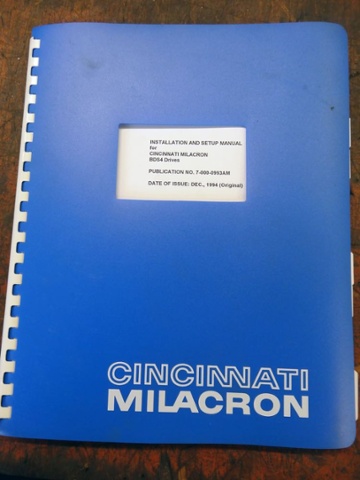 INSTALLATION AND SETUP MANUAL
for
CINCINNATI MILACRON
BDS4 Drives
PUBLICATION NO. 7-000-0903AM
DATE OF ISSUE: DEC., 1994 (Original)
CINCINNATI
MILACRON